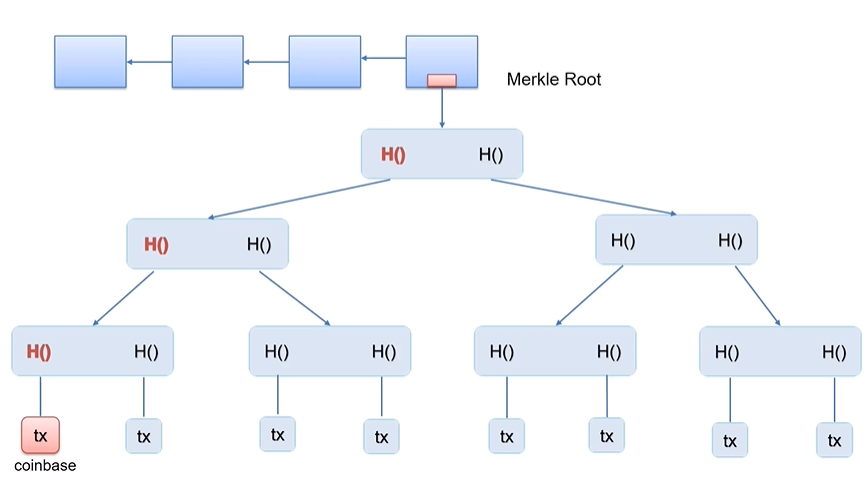 Merkle Root
H() H()
H() H() H() H()
H() H() H() H() H() H() H() H()
tx tx tx tx tx tx tx tx
coinbase